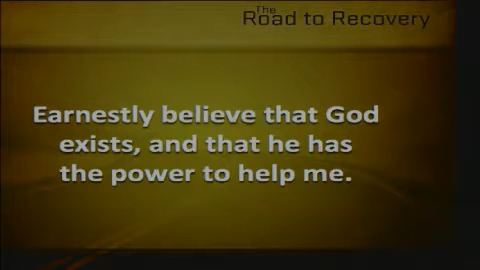 The
Road to Recovery
Earnestly believe that God
exists, and that he has
the power to help me.